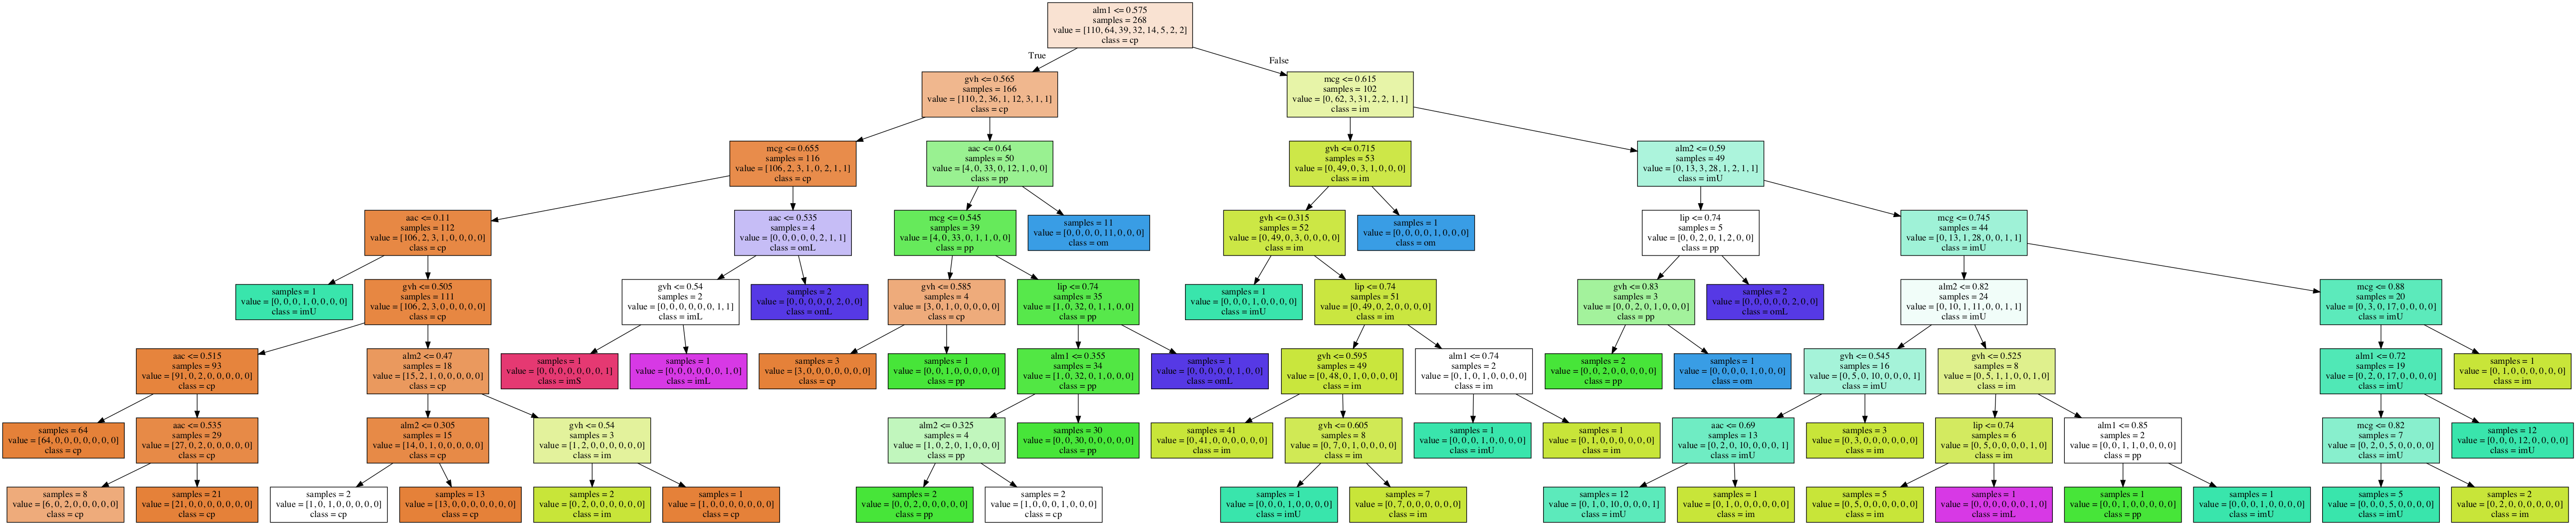 alm1 <= 0.575
samples = 268
value = [110, 64, 39, 32, 14, 5, 2, 2]
class = cp
True
False
gvh <= 0.565
samples = 166
value = [110, 2, 36, 1, 12, 3, 1, 1]
class = cp
mcg <= 0.615
samples = 102
value = [0, 62, 3, 31, 2, 2, 1, 1]
class = im
mcg <= 0.655
samples = 116
value = [106, 2, 3, 1, 0, 2, 1, 1]
class = cp
aac <= 0.64
samples = 50
value = [4, 0, 33, 0, 12, 1, 0, 0]
class = pp
gvh <= 0.715
samples = 53
value = [0, 49, 0, 3, 1, 0, 0, 0]
class = im
alm2 <= 0.59
samples = 49
value = [0, 13, 3, 28, 1, 2, 1, 1]
class = imU
aac <= 0.11
samples = 112
value = [106, 2, 3, 1, 0, 0, 0, 0]
class = cp
aac <= 0.535
samples = 4
value = [0, 0, 0, 0, 0, 2, 1, 1]
class = omL
mcg <= 0.545
samples = 39
value = [4, 0, 33, 0, 1, 1, 0, 0]
class = pp
samples = 11
value = [0, 0, 0, 0, 11, 0, 0, 0]
class = om
gvh <= 0.315
samples = 52
value = [0, 49, 0, 3, 0, 0, 0, 0]
class = im
samples = 1
value = [0, 0, 0, 0, 1, 0, 0, 0]
class = om
lip <= 0.74
samples = 5
value = [0, 0, 2, 0, 1, 2, 0, 0]
class = pp
mcg <= 0.745
samples = 44
value = [0, 13, 1, 28, 0, 0, 1, 1]
class = imU
samples = 1
value = [0, 0, 0, 1, 0, 0, 0, 0]
class = imU
gvh <= 0.505
samples = 111
value = [106, 2, 3, 0, 0, 0, 0, 0]
class = cp
gvh <= 0.54
samples = 2
value = [0, 0, 0, 0, 0, 0, 1, 1]
class = imL
samples = 2
value = [0, 0, 0, 0, 0, 2, 0, 0]
class = omL
gvh <= 0.585
samples = 4
value = [3, 0, 1, 0, 0, 0, 0, 0]
class = cp
lip <= 0.74
samples = 35
value = [1, 0, 32, 0, 1, 1, 0, 0]
class = pp
samples = 1
value = [0, 0, 0, 1, 0, 0, 0, 0]
class = imU
lip <= 0.74
samples = 51
value = [0, 49, 0, 2, 0, 0, 0, 0]
class = im
gvh <= 0.83
samples = 3
value = [0, 0, 2, 0, 1, 0, 0, 0]
class = pp
samples = 2
value = [0, 0, 0, 0, 0, 2, 0, 0]
class = omL
alm2 <= 0.82
samples = 24
value = [0, 10, 1, 11, 0, 0, 1, 1]
class = imU
mcg <= 0.88
samples = 20
value = [0, 3, 0, 17, 0, 0, 0, 0]
class = imU
aac <= 0.515
samples = 93
value = [91, 0, 2, 0, 0, 0, 0, 0]
class = cp
alm2 <= 0.47
samples = 18
value = [15, 2, 1, 0, 0, 0, 0, 0]
class = cp
samples = 1
value = [0, 0, 0, 0, 0, 0, 0, 1]
class = imS
samples = 1
value = [0, 0, 0, 0, 0, 0, 1, 0]
class = imL
samples = 3
value = [3, 0, 0, 0, 0, 0, 0, 0]
class = cp
samples = 1
value = [0, 0, 1, 0, 0, 0, 0, 0]
class = pp
alm1 <= 0.355
samples = 34
value = [1, 0, 32, 0, 1, 0, 0, 0]
class = pp
samples = 1
value = [0, 0, 0, 0, 0, 1, 0, 0]
class = omL
gvh <= 0.595
samples = 49
value = [0, 48, 0, 1, 0, 0, 0, 0]
class = im
alm1 <= 0.74
samples = 2
value = [0, 1, 0, 1, 0, 0, 0, 0]
class = im
samples = 2
value = [0, 0, 2, 0, 0, 0, 0, 0]
class = pp
samples = 1
value = [0, 0, 0, 0, 1, 0, 0, 0]
class = om
gvh <= 0.545
samples = 16
value = [0, 5, 0, 10, 0, 0, 0, 1]
class = imU
gvh <= 0.525
samples = 8
value = [0, 5, 1, 1, 0, 0, 1, 0]
class = im
alm1 <= 0.72
samples = 19
value = [0, 2, 0, 17, 0, 0, 0, 0]
class = imU
samples = 1
value = [0, 1, 0, 0, 0, 0, 0, 0]
class = im
samples = 64
value = [64, 0, 0, 0, 0, 0, 0, 0]
class = cp
aac <= 0.535
samples = 29
value = [27, 0, 2, 0, 0, 0, 0, 0]
class = cp
alm2 <= 0.305
samples = 15
value = [14, 0, 1, 0, 0, 0, 0, 0]
class = cp
gvh <= 0.54
samples = 3
value = [1, 2, 0, 0, 0, 0, 0, 0]
class = im
alm2 <= 0.325
samples = 4
value = [1, 0, 2, 0, 1, 0, 0, 0]
class = pp
samples = 30
value = [0, 0, 30, 0, 0, 0, 0, 0]
class = pp
samples = 41
value = [0, 41, 0, 0, 0, 0, 0, 0]
class = im
gvh <= 0.605
samples = 8
value = [0, 7, 0, 1, 0, 0, 0, 0]
class = im
samples = 1
value = [0, 0, 0, 1, 0, 0, 0, 0]
class = imU
samples = 1
value = [0, 1, 0, 0, 0, 0, 0, 0]
class = im
aac <= 0.69
samples = 13
value = [0, 2, 0, 10, 0, 0, 0, 1]
class = imU
samples = 3
value = [0, 3, 0, 0, 0, 0, 0, 0]
class = im
lip <= 0.74
samples = 6
value = [0, 5, 0, 0, 0, 0, 1, 0]
class = im
alm1 <= 0.85
samples = 2
value = [0, 0, 1, 1, 0, 0, 0, 0]
class = pp
mcg <= 0.82
samples = 7
value = [0, 2, 0, 5, 0, 0, 0, 0]
class = imU
samples = 12
value = [0, 0, 0, 12, 0, 0, 0, 0]
class = imU
samples = 8
value = [6, 0, 2, 0, 0, 0, 0, 0]
class = cp
samples = 21
value = [21, 0, 0, 0, 0, 0, 0, 0]
class = cp
samples = 2
value = [1, 0, 1, 0, 0, 0, 0, 0]
class = cp
samples = 13
value = [13, 0, 0, 0, 0, 0, 0, 0]
class = cp
samples = 2
value = [0, 2, 0, 0, 0, 0, 0, 0]
class = im
samples = 1
value = [1, 0, 0, 0, 0, 0, 0, 0]
class = cp
samples = 2
value = [0, 0, 2, 0, 0, 0, 0, 0]
class = pp
samples = 2
value = [1, 0, 0, 0, 1, 0, 0, 0]
class = cp
samples = 1
value = [0, 0, 0, 1, 0, 0, 0, 0]
class = imU
samples = 7
value = [0, 7, 0, 0, 0, 0, 0, 0]
class = im
samples = 12
value = [0, 1, 0, 10, 0, 0, 0, 1]
class = imU
samples = 1
value = [0, 1, 0, 0, 0, 0, 0, 0]
class = im
samples = 5
value = [0, 5, 0, 0, 0, 0, 0, 0]
class = im
samples = 1
value = [0, 0, 0, 0, 0, 0, 1, 0]
class = imL
samples = 1
value = [0, 0, 1, 0, 0, 0, 0, 0]
class = pp
samples = 1
value = [0, 0, 0, 1, 0, 0, 0, 0]
class = imU
samples = 5
value = [0, 0, 0, 5, 0, 0, 0, 0]
class = imU
samples = 2
value = [0, 2, 0, 0, 0, 0, 0, 0]
class = im